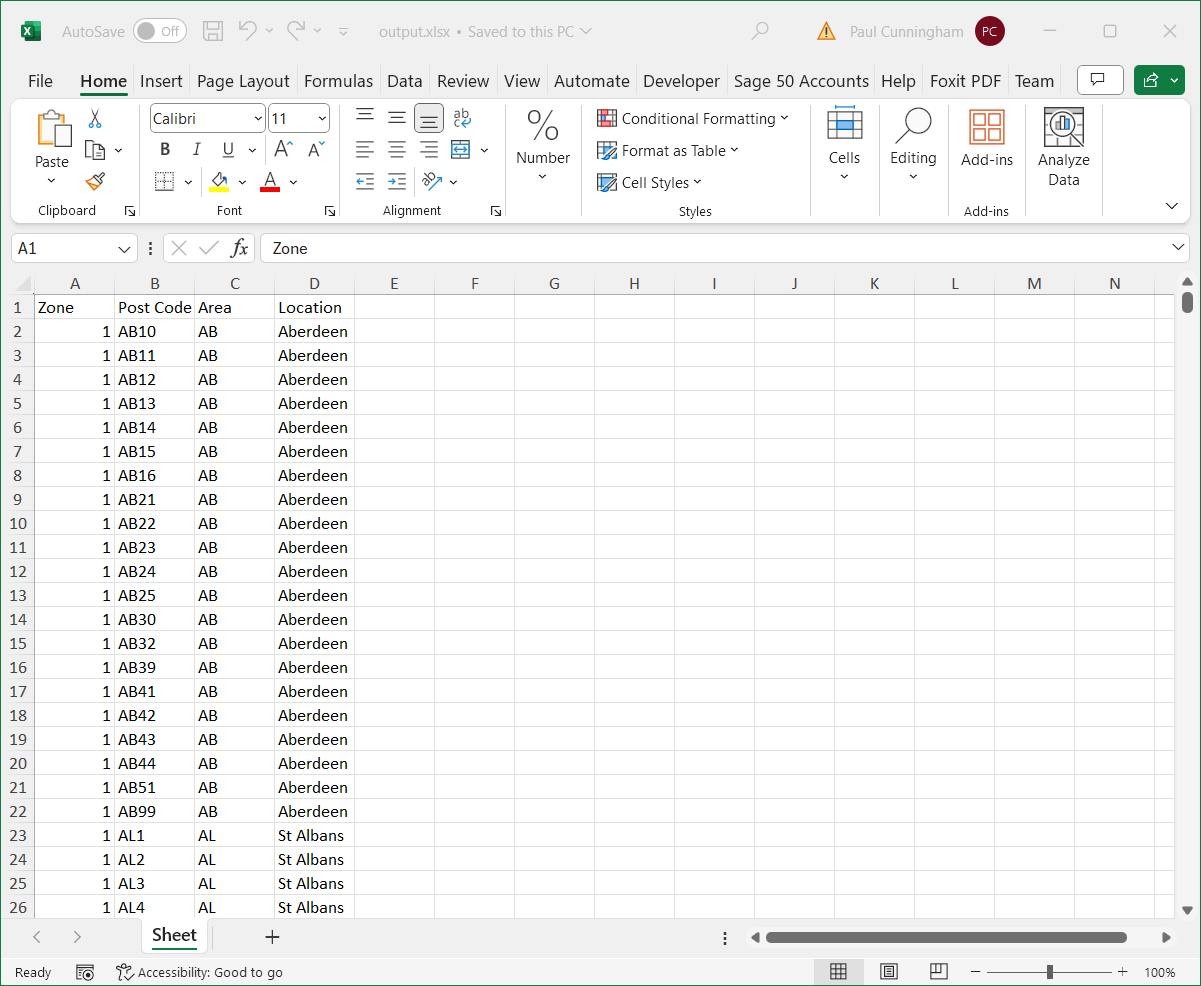 AutoSave Off output.xlsx • Saved to this PC Paul Cunningham PC
File Home Insert Page Layout Formulas Data Review View Automate Developer Sage 50 Accounts Help Foxit PDF Team
Calibri 11 ab c % Conditional Formatting
Paste B I U A A Number Format as Table Cells Editing Add-ins Analyze Data
A ab Cell Styles
Clipboard Font Alignment Styles Add-ins
A1 fx Zone
A B C D E F G H I J K L M N
1 Zone Post Code Area Location
2 1 AB10 AB Aberdeen
3 1 AB11 AB Aberdeen
4 1 AB12 AB Aberdeen
5 1 AB13 AB Aberdeen
6 1 AB14 AB Aberdeen
7 1 AB15 AB Aberdeen
8 1 AB16 AB Aberdeen
9 1 AB21 AB Aberdeen
10 1 AB22 AB Aberdeen
11 1 AB23 AB Aberdeen
12 1 AB24 AB Aberdeen
13 1 AB25 AB Aberdeen
14 1 AB30 AB Aberdeen
15 1 AB32 AB Aberdeen
16 1 AB39 AB Aberdeen
17 1 AB41 AB Aberdeen
18 1 AB42 AB Aberdeen
19 1 AB43 AB Aberdeen
20 1 AB44 AB Aberdeen
21 1 AB51 AB Aberdeen
22 1 AB99 AB Aberdeen
23 1 AL1 AL St Albans
24 1 AL2 AL St Albans
25 1 AL3 AL St Albans
26 1 AL4 AL St Albans
Sheet
Ready Accessibility: Good to go 100%